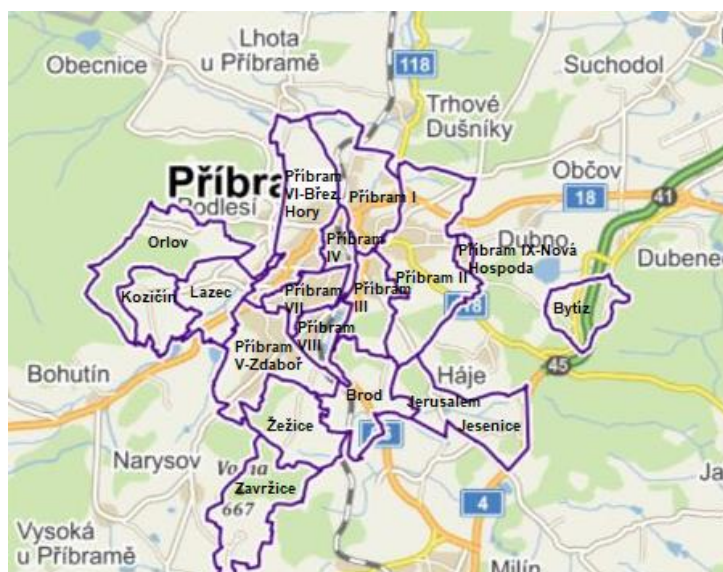 Lhota
u Příbramě
Obecnice
118
Suchodol
Trhové
Dušníky
Občov
18
41
Příbram
VI-Břez.
Hory
Příbra
Podlesí
Příbram I
Orlov
Příbram
IV
Dubno
Dubenec
Příbram IX-Nová
Hospoda
Příbram II
Kozičín
Lazec
Příbram
VII
Příbram
III
Bytíz
Příbram
VIII
Příbram
V-Zdaboř
45
Bohutín
Háje
Brod
Jerusalem
Žežice
Jesenice
Narysov
Zavržice
667
4
Vysoká
u Příbramě
Milín